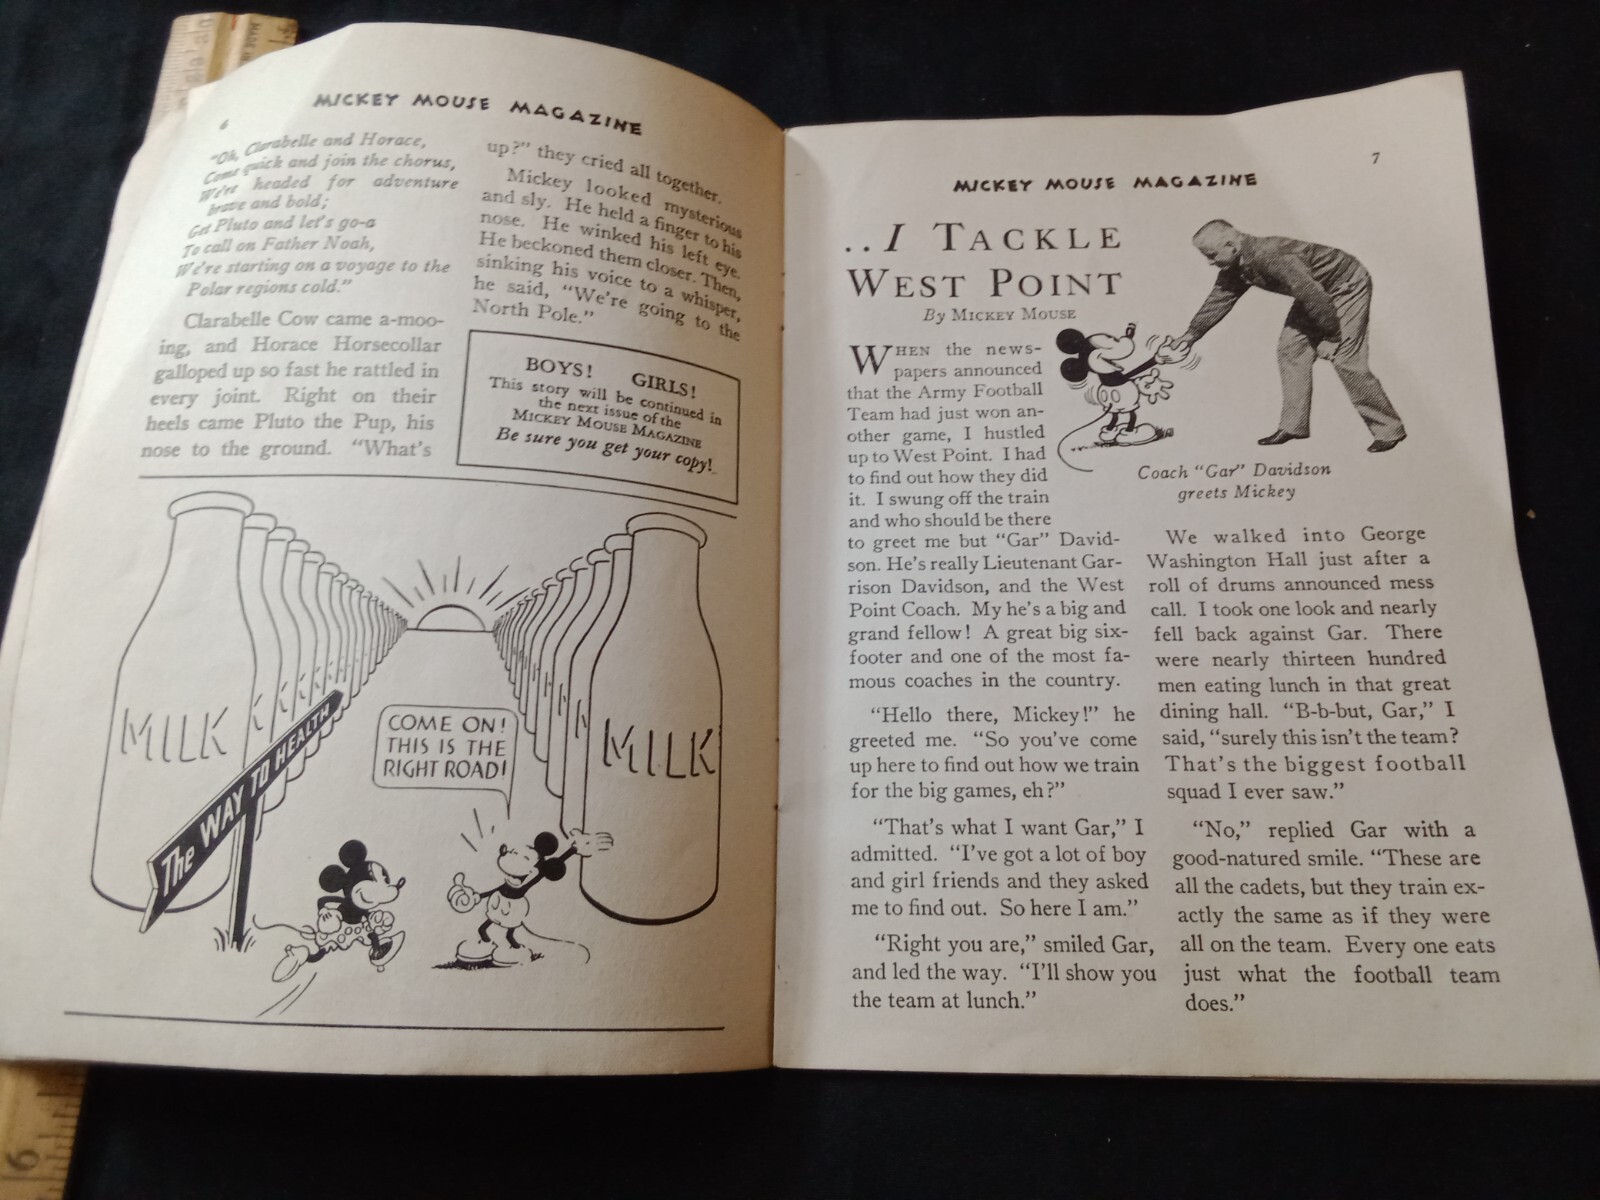 6
MICKEY MOUSE MAGAZINE
"Oh, Clarabelle and Horace,
Come quick and join the chorus,
We're headed for adventure
brave and bold;
Get Pluto and let's go-a
To call on Father Noah,
We're starting on a voyage to the
Polar regions cold."
Clarabelle Cow came a-moo-
ing, and Horace Horsecollar
galloped up so fast he rattled in
every joint. Right on their
heels came Pluto the Pup, his
nose to the ground. "What's
up?" they cried all together.
Mickey looked mysterious
and sly. He held a finger to his
nose. He winked his left eye.
He beckoned them closer. Then,
sinking his voice to a whisper,
he said, "We're going to the
North Pole."
BOYS! GIRLS!
This story will be continued in
the next issue of the
MICKEY MOUSE MAGAZINE
Be sure you get your copy!
MILK
The WAY TO HEALTH
COME ON!
THIS IS THE
RIGHT ROAD!
MILK
7
MICKEY MOUSE MAGAZINE
..I TACKLE
WEST POINT
By MICKEY MOUSE
WHEN the news-
papers announced
that the Army Football
Team had just won an-
other game, I hustled
up to West Point. I had
to find out how they did
it. I swung off the train
and who should be there
to greet me but "Gar" David-
son. He's really Lieutenant Gar-
rison Davidson, and the West
Point Coach. My he's a big and
grand fellow! A great big six-
footer and one of the most fa-
mous coaches in the country.
"Hello there, Mickey!" he
greeted me. "So you've come
up here to find out how we train
for the big games, eh?"
"That's what I want Gar," I
admitted. "I've got a lot of boy
and girl friends and they asked
me to find out. So here I am."
"Right you are," smiled Gar,
and led the way. "I'll show you
the team at lunch."
Coach "Gar" Davidson
greets Mickey
We walked into George
Washington Hall just after a
roll of drums announced mess
call. I took one look and nearly
fell back against Gar. There
were nearly thirteen hundred
men eating lunch in that great
dining hall. "B-b-but, Gar," I
said, "surely this isn't the team?
That's the biggest football
squad I ever saw."
"No," replied Gar with a
good-natured smile. "These are
all the cadets, but they train ex-
actly the same as if they were
all on the team. Every one eats
just what the football team
does."
9